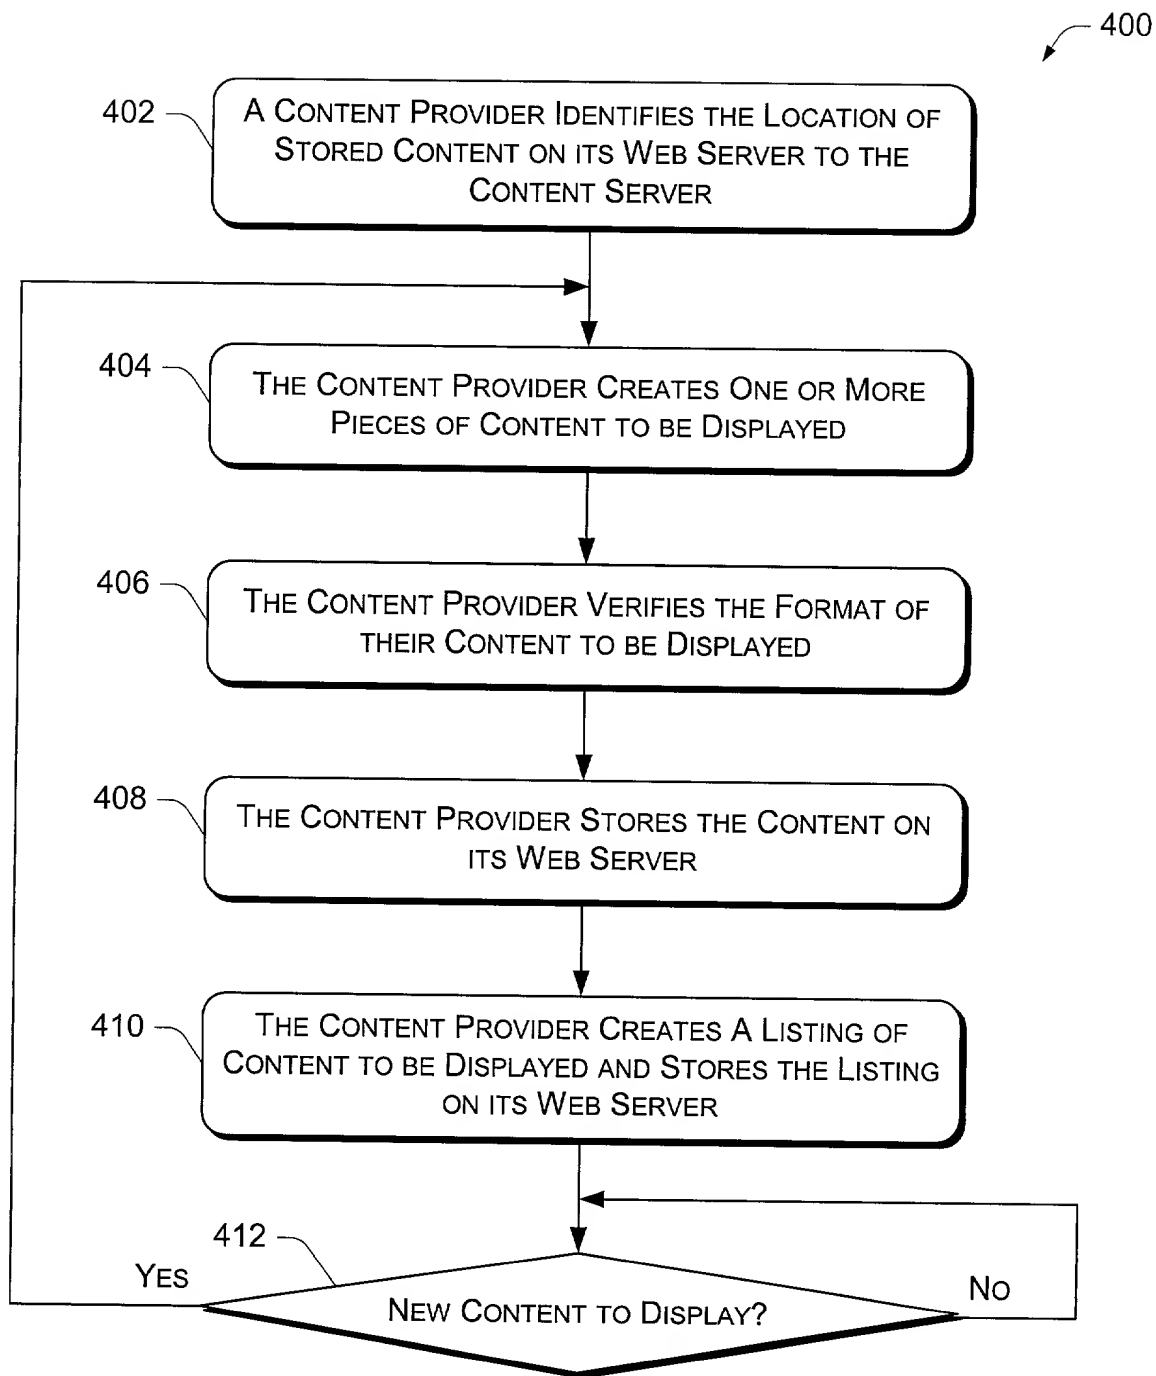 400
402
A CONTENT PROVIDER IDENTIFIES THE LOCATION OF
STORED CONTENT ON ITS WEB SERVER TO THE
CONTENT SERVER
404
THE CONTENT PROVIDER CREATES ONE OR MORE
PIECES OF CONTENT TO BE DISPLAYED
406
THE CONTENT PROVIDER VERIFIES THE FORMAT OF
THEIR CONTENT TO BE DISPLAYED
408
THE CONTENT PROVIDER STORES THE CONTENT ON
ITS WEB SERVER
410
THE CONTENT PROVIDER CREATES A LISTING OF
CONTENT TO BE DISPLAYED AND STORES THE LISTING
ON ITS WEB SERVER
412
YES
NEW CONTENT TO DISPLAY?
NO